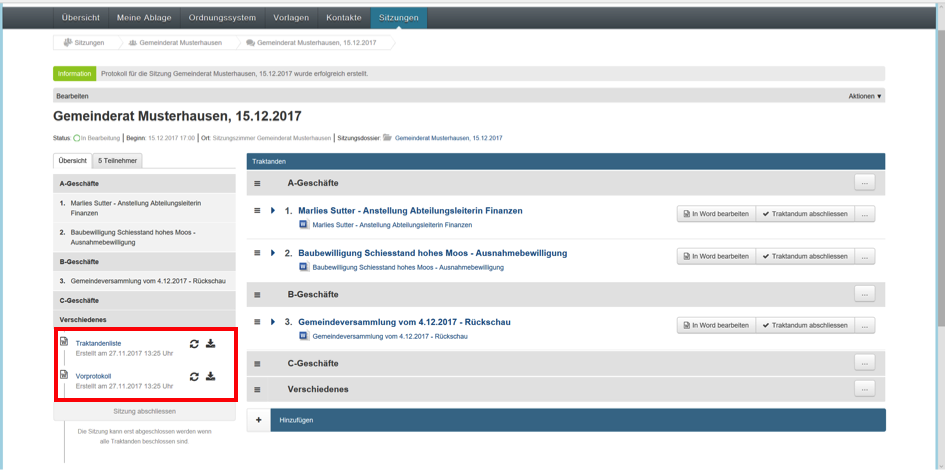 Übersicht Meine Ablage Ordnungssystem Vorlagen Kontakte Sitzungen
Sitzungen Gemeinderat Musterhausen Gemeinderat Musterhausen, 15.12.2017
Information Protokoll für die Sitzung Gemeinderat Musterhausen, 15.12.2017 wurde erfolgreich erstellt.
Bearbeiten Aktionen ▼
Gemeinderat Musterhausen, 15.12.2017
Status: In Bearbeitung | Beginn: 15.12 2017 17:00 | Ort: Sitzungszimmer Gemeinderat Musterhausen | Sitzungsdossier: Gemeinderat Musterhausen, 15.12.2017
Übersicht 5 Teilnehmer
A-Geschäfte
1. Marlies Sutter - Anstellung Abteilungsleiterin
Finanzen
2. Baubewilligung Schiesstand hohes Moos -
Ausnahmebewilligung
B-Geschäfte
3. Gemeindeversammlung vom 4.12.2017 - Rückschau
C-Geschäfte
Verschiedenes
Traktandenliste
Erstellt am 27.11.2017 13:25 Uhr
Vorprotokoll
Erstellt am 27.11.2017 13:25 Uhr
Sitzung abschliessen
Die Sitzung kann erst abgeschlossen werden wenn
alle Traktanden beschlossen sind
Traktanden
A-Geschäfte ...
1. Marlies Sutter - Anstellung Abteilungsleiterin Finanzen
Marlies Sutter - Anstellung Abteilungsleiterin Finanzen
In Word bearbeiten Traktandum abschliessen ...
2. Baubewilligung Schiesstand hohes Moos - Ausnahmebewilligung
Baubewilligung Schiesstand hohes Moos - Ausnahmebewilligung
In Word bearbeiten Traktandum abschliessen ...
B-Geschäfte ...
3. Gemeindeversammlung vom 4.12.2017 - Rückschau
Gemeindeversammlung vom 4.12.2017 - Rückschau
In Word bearbeiten Traktandum abschliessen ...
C-Geschäfte ...
Verschiedenes ...
+ Hinzufügen